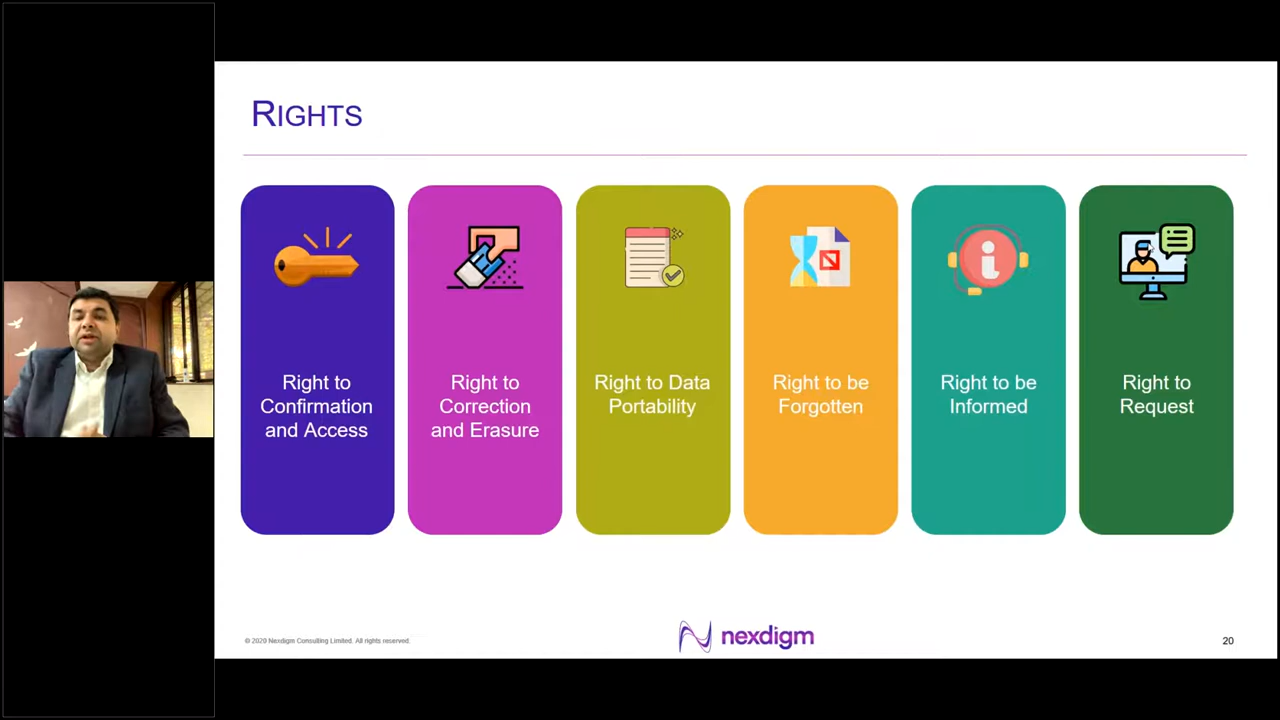 RIGHTS
Right to
Confirmation
and Access
Right to
Correction
and Erasure
Right to Data
Portability
Right to be
Forgotten
Right to be
Informed
Right to
Request
© 2020 Nexdigm Consulting Limited. All rights reserved.
nexdigm
20